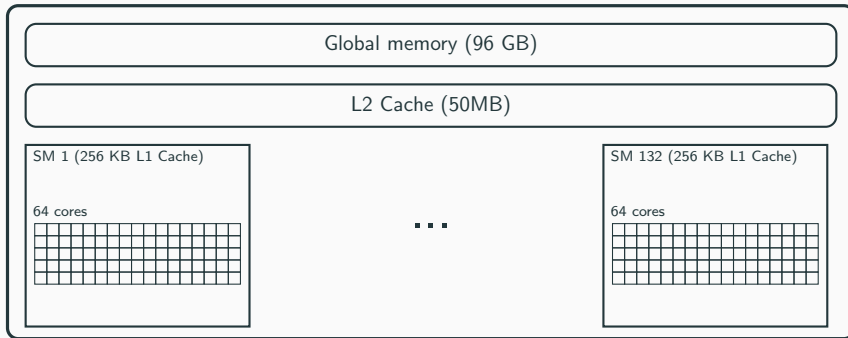 Global memory (96 GB)
L2 Cache (50MB)
SM 1 (256 KB L1 Cache)
SM 132 (256 KB L1 Cache)
64 cores
64 cores
...